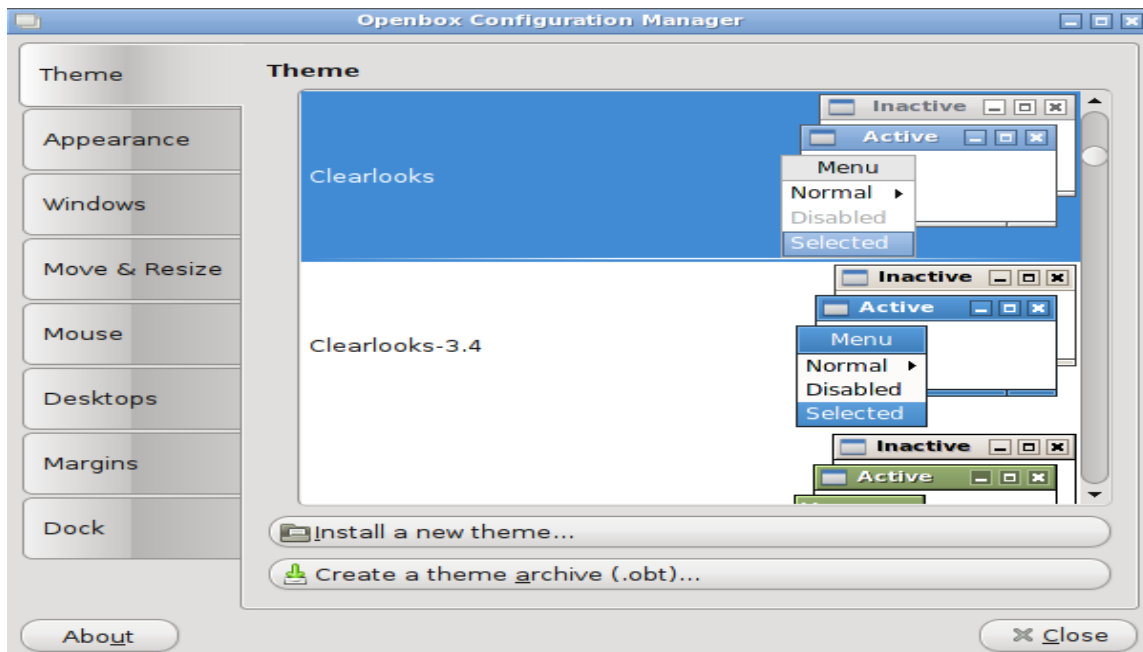 Openbox Configuration Manager
Theme
Appearance
Windows
Move & Resize
Mouse
Desktops
Margins
Dock
Theme
Clearlooks
Inactive
Active
Menu
Normal
Disabled
Selected
Clearlooks-3.4
Inactive
Active
Menu
Normal
Disabled
Selected
Inactive
Active
Install a new theme...
Create a theme archive (.obt)...
About
Close